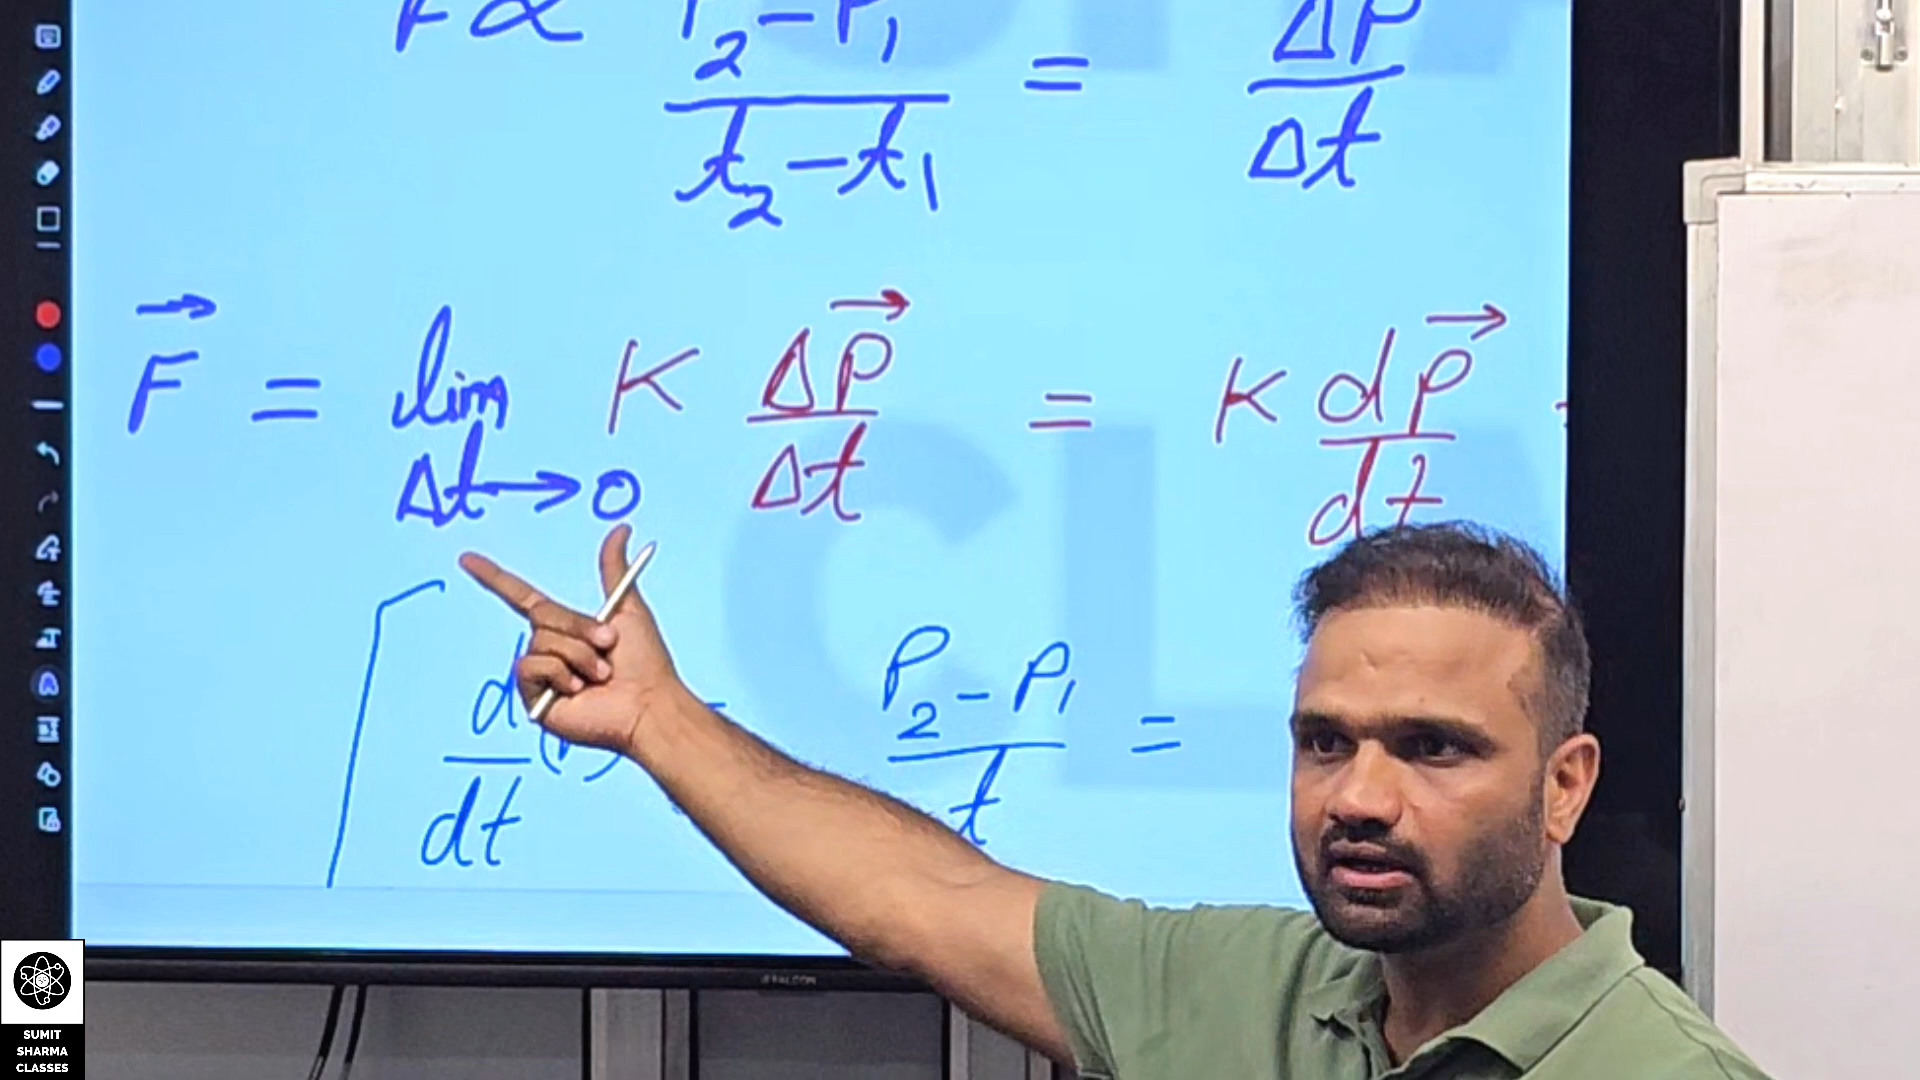 F ∝ P₂ - P₁ / t₂ - t₁ = ΔP / Δt
F⃗ = lim Δt→0 K ΔP⃗ / Δt = K dP⃗ / dt
d / dt = P₂ - P₁ / t =
FALCON
SUMIT
SHARMA
CLASSES